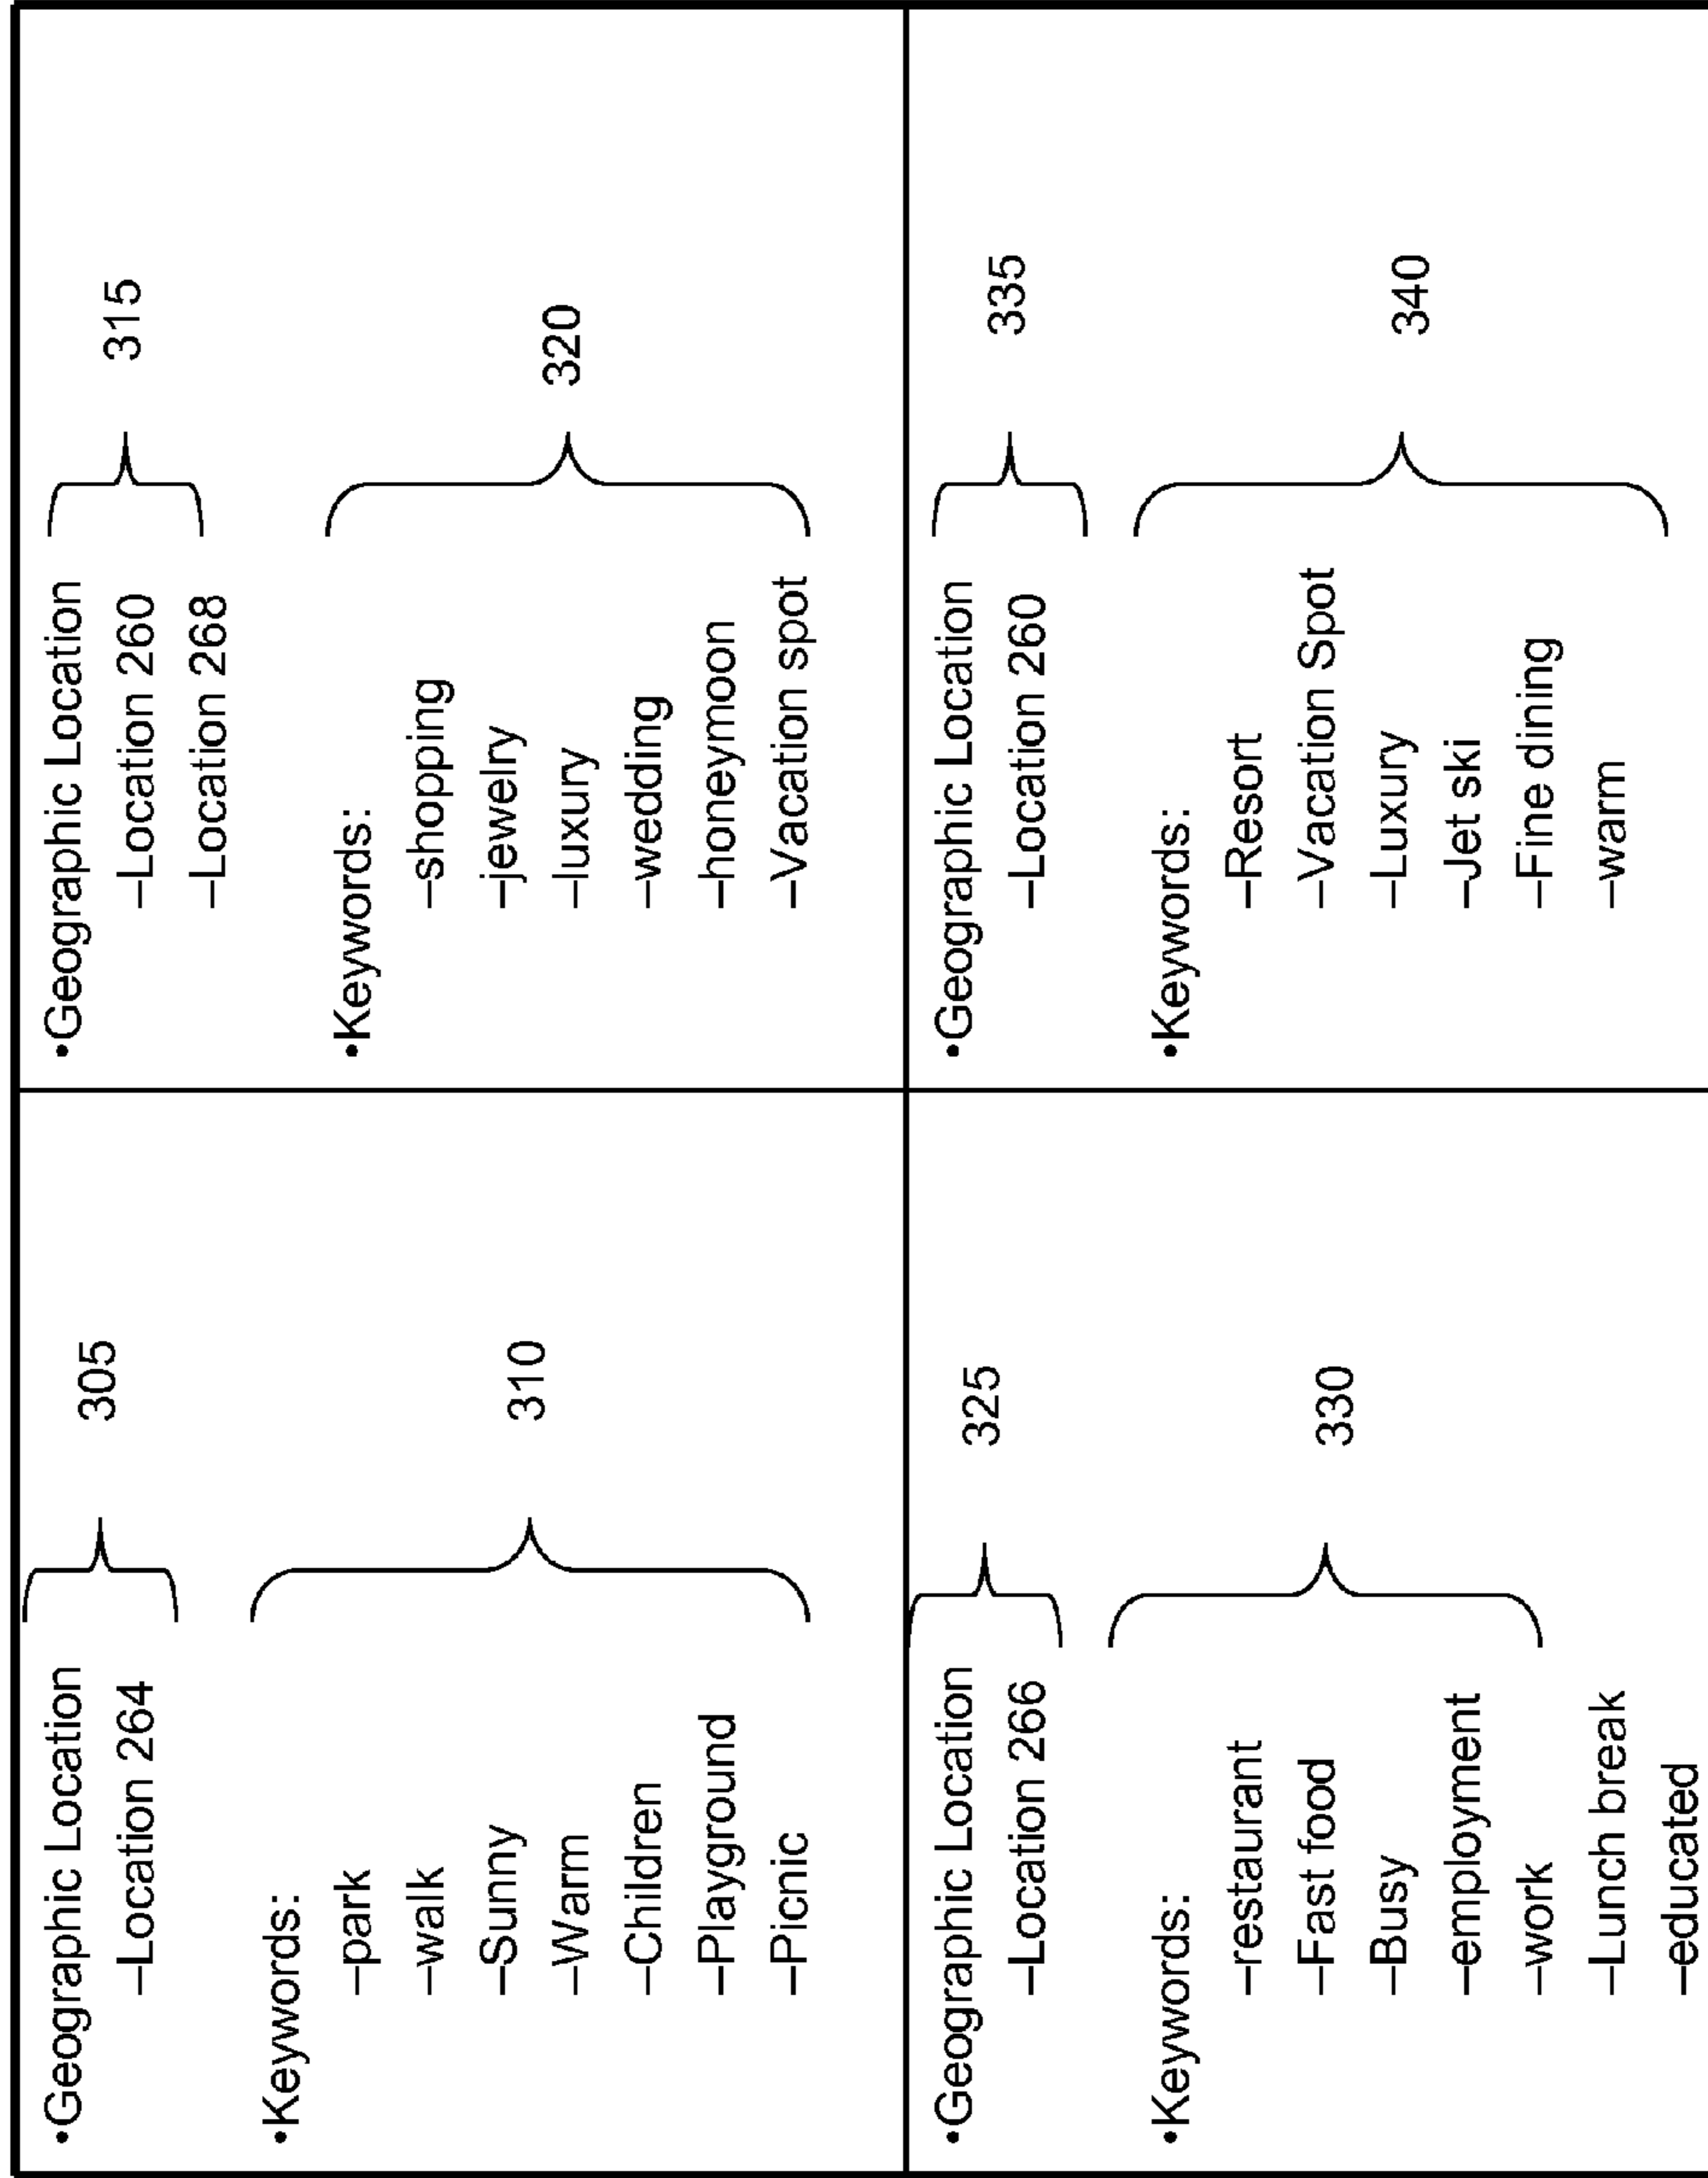 •Geographic Location
–Location 264
305
•Keywords:
–park
–walk
–Sunny
–Warm
–Children
–Playground
–Picnic
310
•Geographic Location
–Location 260
–Location 268
315
•Keywords:
–shopping
–jewelry
–luxury
–wedding
–honeymoon
–Vacation spot
320
•Geographic Location
–Location 266
325
•Keywords:
–restaurant
–Fast food
–Busy
–employment
–work
–Lunch break
–educated
330
•Geographic Location
–Location 260
335
•Keywords:
–Resort
–Vacation Spot
–Luxury
–Jet ski
–Fine dining
–warm
340